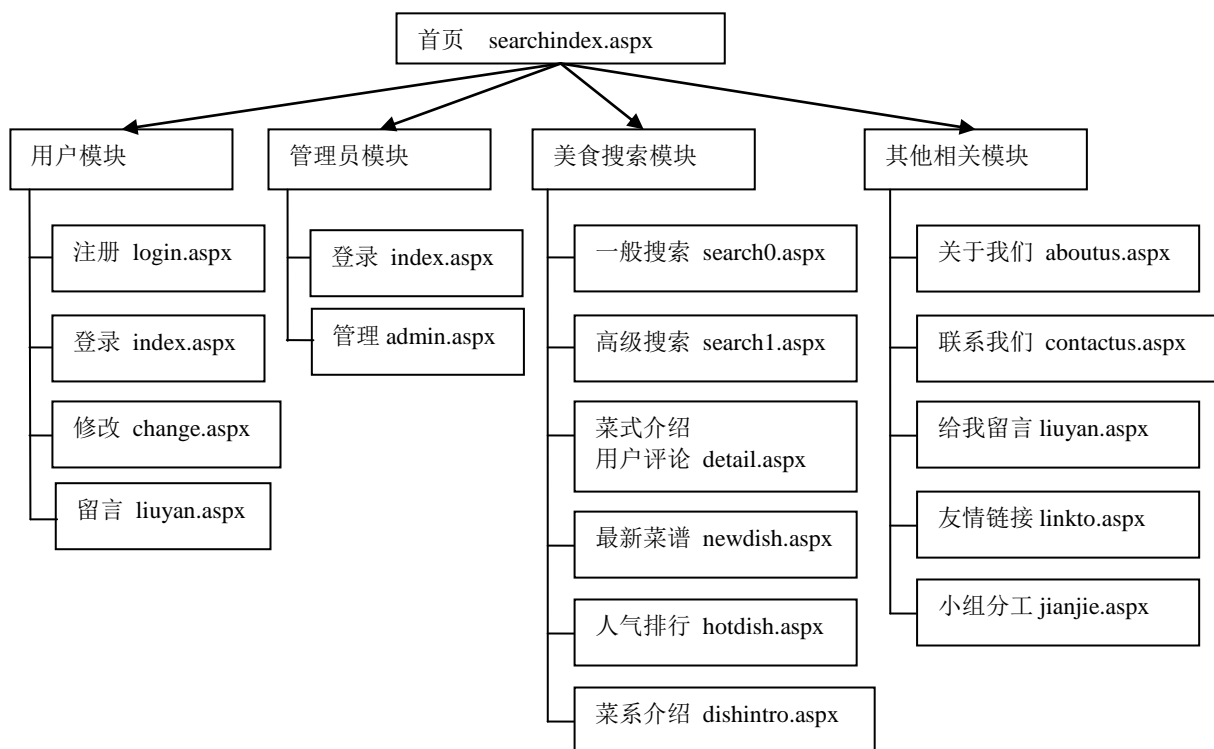 首页 searchindex.aspx
用户模块
注册 login.aspx
登录 index.aspx
修改 change.aspx
留言 liuyan.aspx
管理员模块
登录 index.aspx
管理 admin.aspx
美食搜索模块
一般搜索 search0.aspx
高级搜索 search1.aspx
菜式介绍
用户评论 detail.aspx
最新菜谱 newdish.aspx
人气排行 hotdish.aspx
菜系介绍 dishintro.aspx
其他相关模块
关于我们 aboutus.aspx
联系我们 contactus.aspx
给我留言 liuyan.aspx
友情链接 linkto.aspx
小组分工 jianjie.aspx